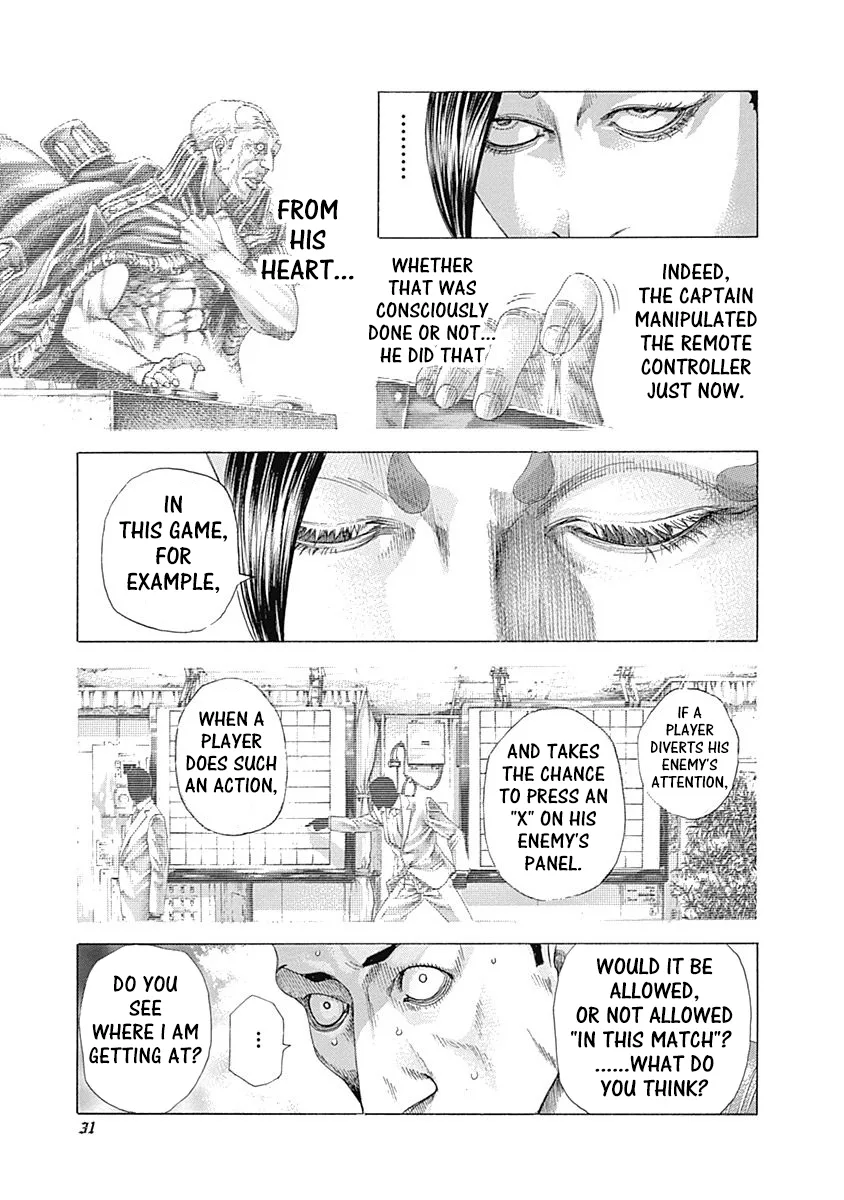 .........
INDEED,
THE CAPTAIN
MANIPULATED
THE REMOTE
CONTROLLER
JUST NOW.
WHETHER
THAT WAS
CONSCIOUSLY
DONE OR NOT...
HE DID THAT
FROM
HIS
HEART...
IN
THIS GAME,
FOR
EXAMPLE,
IF A
PLAYER
DIVERTS HIS
ENEMY'S
ATTENTION,
AND TAKES
THE CHANCE
TO PRESS AN
"X" ON HIS
ENEMY'S
PANEL.
WHEN A
PLAYER
DOES SUCH
AN ACTION,
WOULD IT BE
ALLOWED,
OR NOT ALLOWED
"IN THIS MATCH"?
......WHAT DO
YOU THINK?
...
DO YOU
SEE
WHERE I AM
GETTING AT?
31